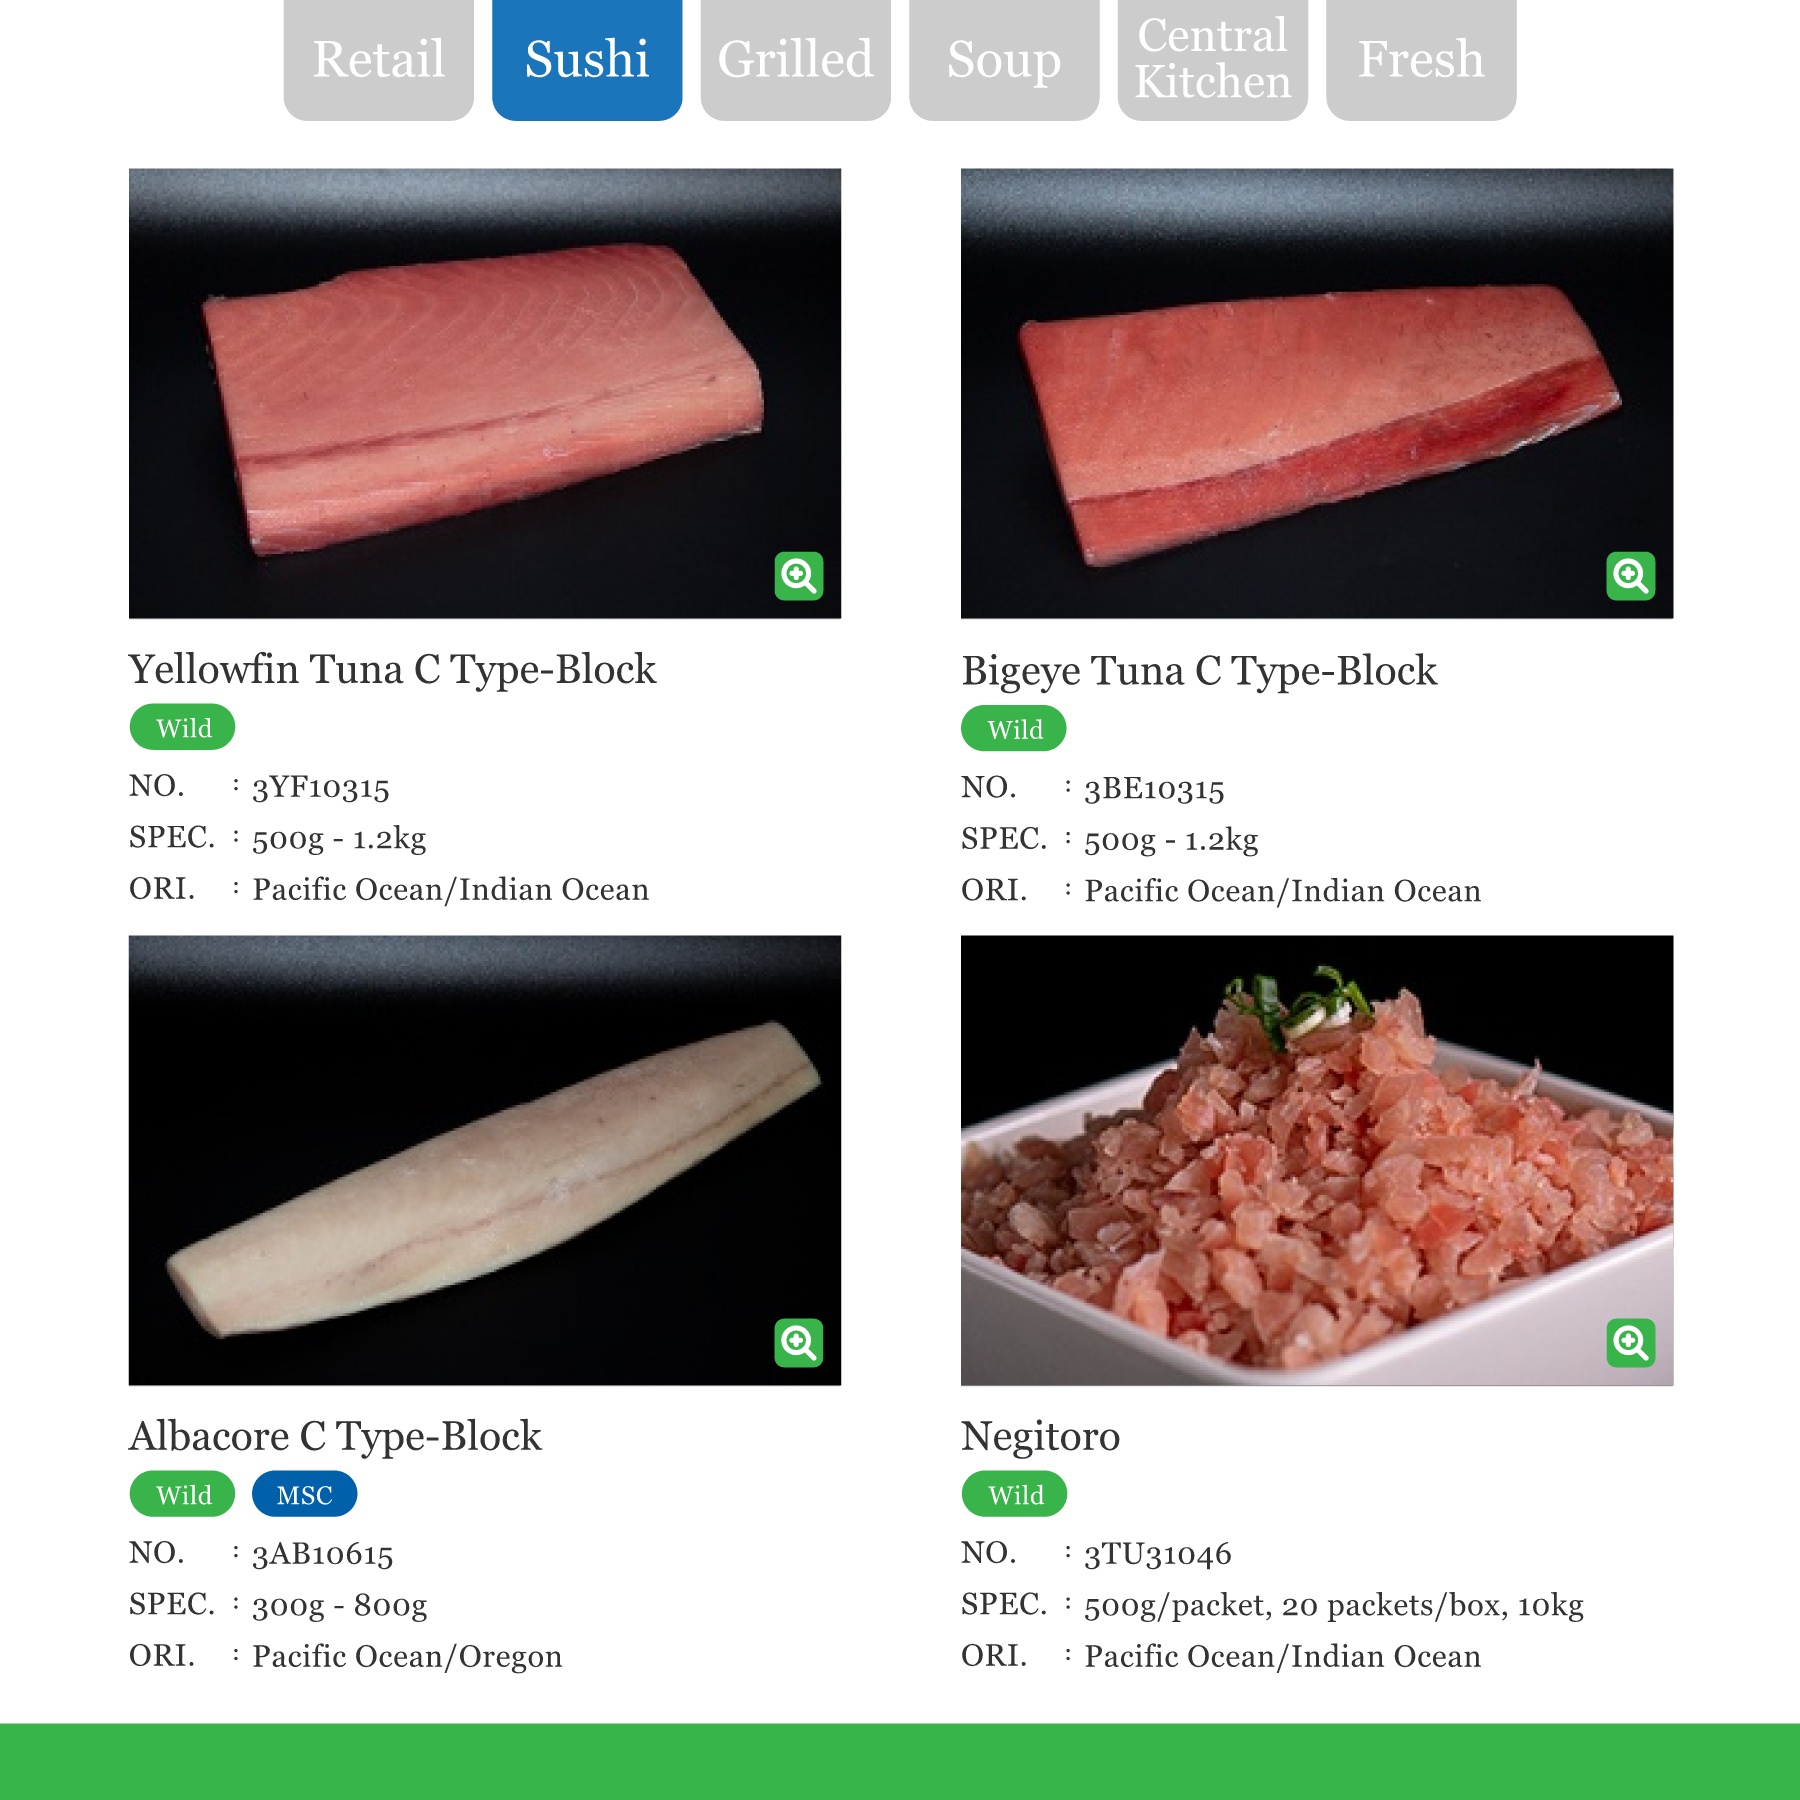 Retail
Sushi
Grilled
Soup
Central
Kitchen
Fresh
Yellowfin Tuna C Type-Block
Wild
NO. : 3YF10315
SPEC. : 500g - 1.2kg
ORI. : Pacific Ocean/Indian Ocean
Bigeye Tuna C Type-Block
Wild
NO. : 3BE10315
SPEC. : 500g - 1.2kg
ORI. : Pacific Ocean/Indian Ocean
Albacore C Type-Block
Wild MSC
NO. : 3AB10615
SPEC. : 300g - 800g
ORI. : Pacific Ocean/Oregon
Negitoro
Wild
NO. : 3TU31046
SPEC. : 500g/packet, 20 packets/box, 10kg
ORI. : Pacific Ocean/Indian Ocean